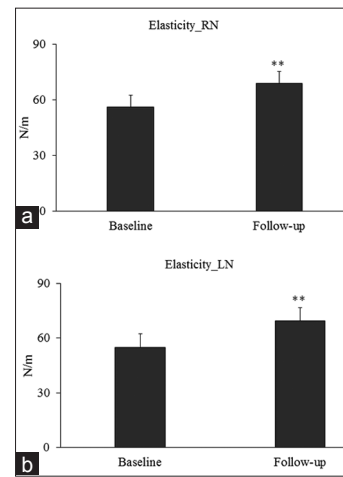 Elasticity_RN
90
60
30
0
N/m
**
Baseline Follow-up
a
Elasticity_LN
90
60
30
0
N/m
**
Baseline Follow-up
b